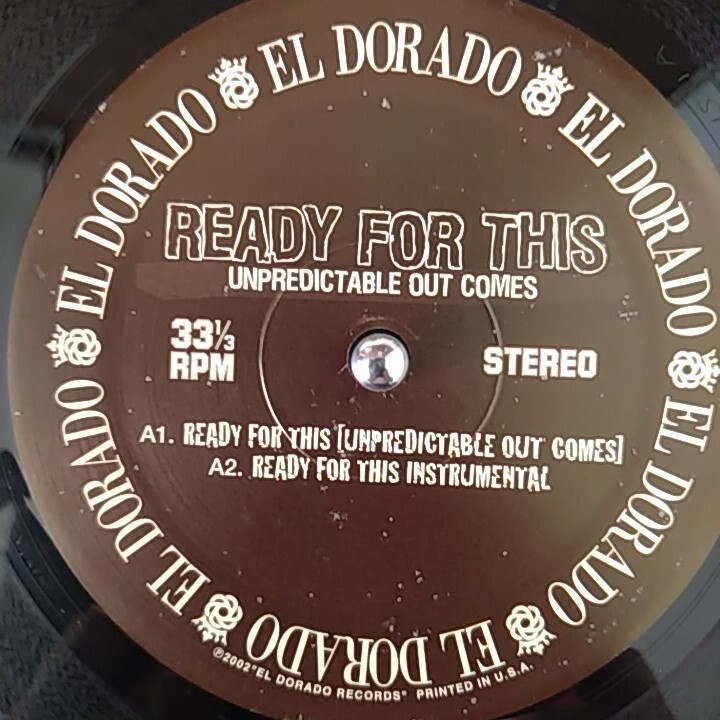 EL DORADO EL DORADO EL DORADO EL DORADO EL DORADO EL DORADO EL DORADO
READY FOR THIS
UNPREDICTABLE OUT COMES
33⅓
RPM
STEREO
A1. READY FOR THIS [UNPREDICTABLE OUT COMES]
A2. READY FOR THIS INSTRUMENTAL
℗2002"EL DORADO RECORDS" PRINTED IN U.S.A.